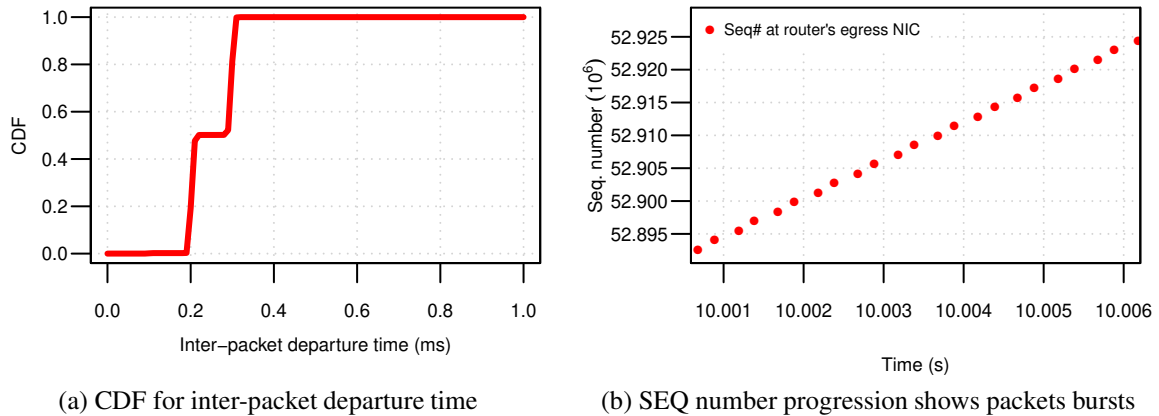 CDF
1.0
0.8
0.6
0.4
0.2
0.0
0.0 0.2 0.4 0.6 0.8 1.0
Inter−packet departure time (ms)
(a) CDF for inter-packet departure time
Seq. number (10⁶)
52.925
52.920
52.915
52.910
52.905
52.900
52.895
Seq# at router's egress NIC
10.001 10.002 10.003 10.004 10.005 10.006
Time (s)
(b) SEQ number progression shows packets bursts